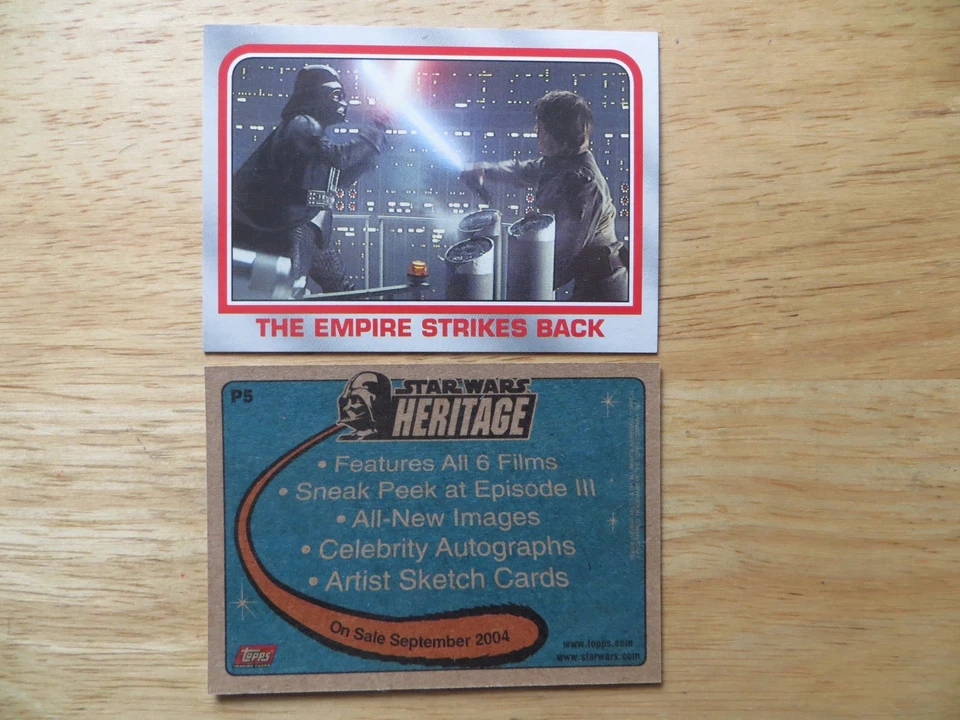 THE EMPIRE STRIKES BACK
P5
STAR WARS
HERITAGE
• Features All 6 Films
• Sneak Peek at Episode III
• All-New Images
• Celebrity Autographs
• Artist Sketch Cards
On Sale September 2004
Topps
www.topps.com
www.starwars.com